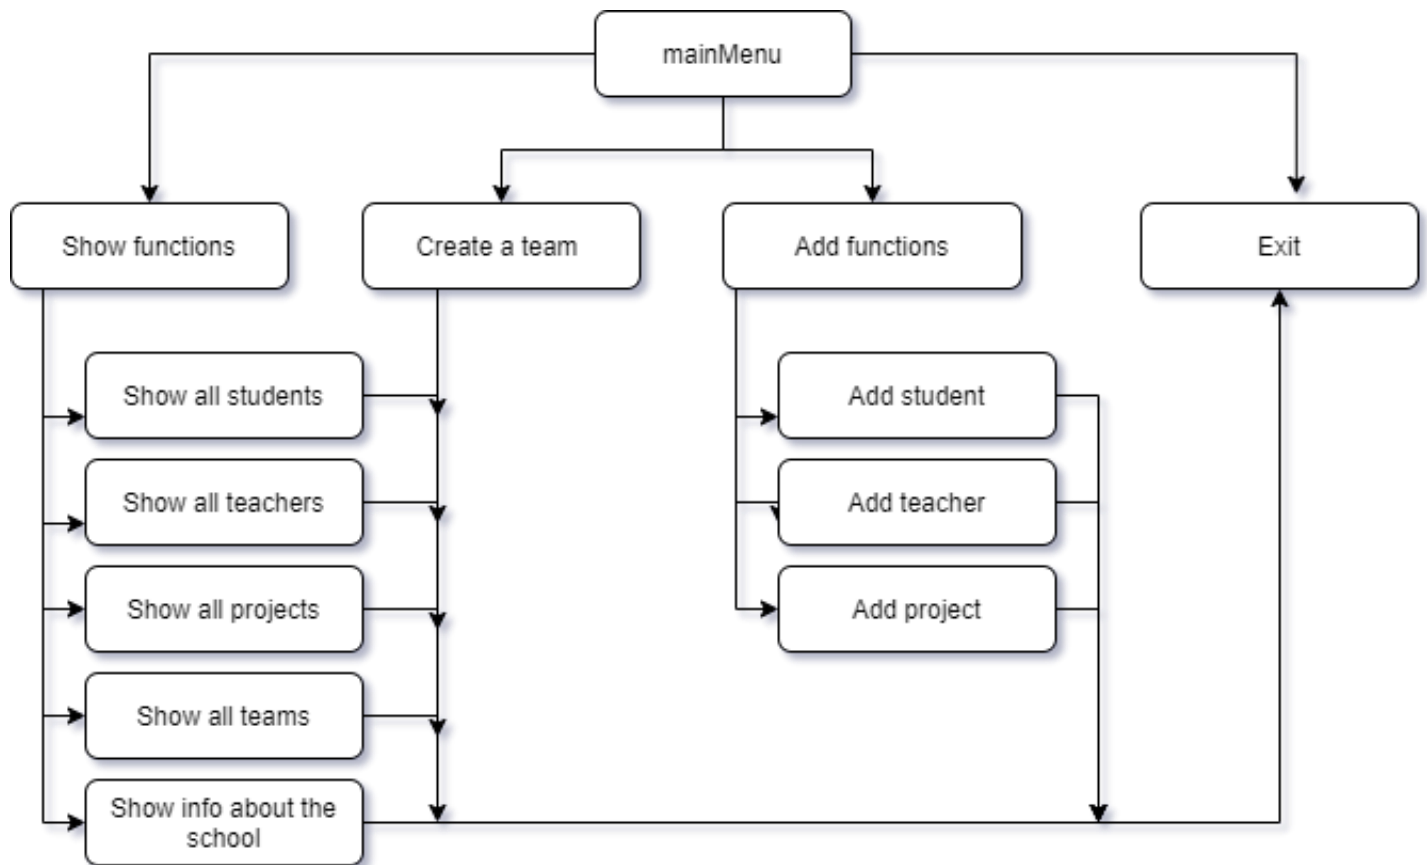 mainMenu
Show functions
Create a team
Add functions
Exit
Show all students
Show all teachers
Show all projects
Show all teams
Show info about the
school
Add student
Add teacher
Add project